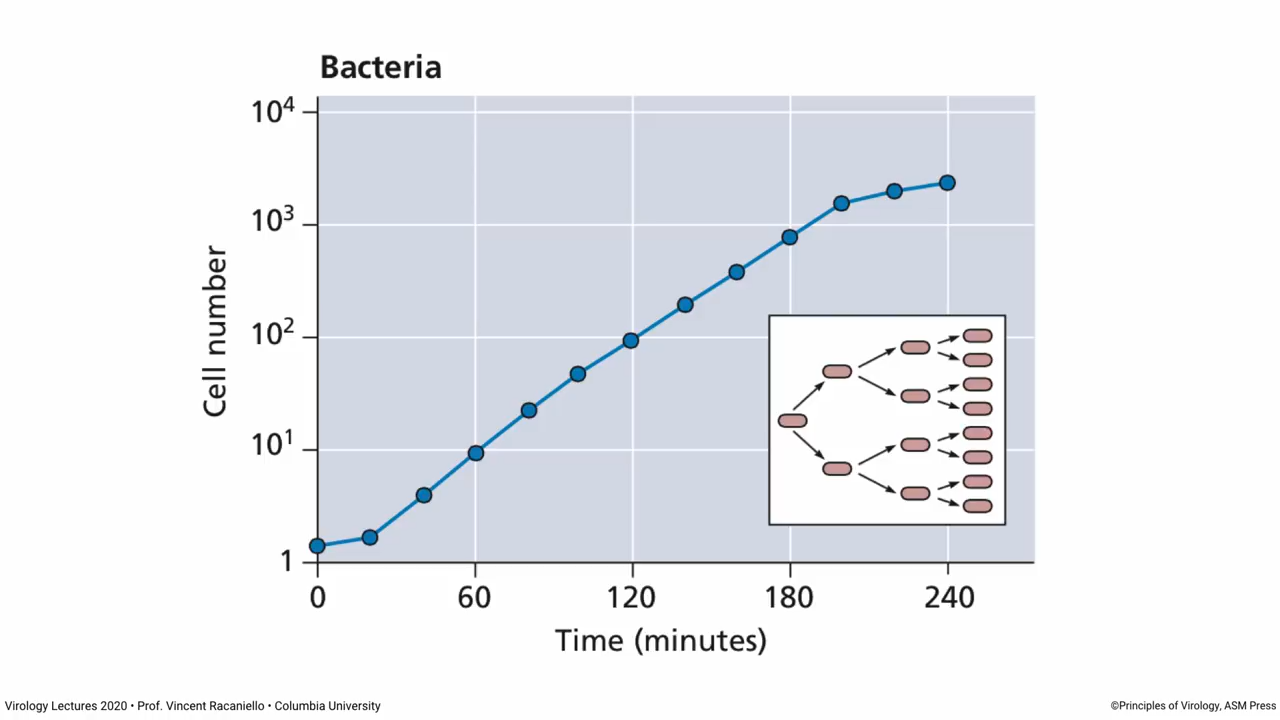 Bacteria
10⁴
10³
10²
10¹
1
Cell number
0 60 120 180 240
Time (minutes)
Virology Lectures 2020 • Prof. Vincent Racaniello • Columbia University
©Principles of Virology, ASM Press